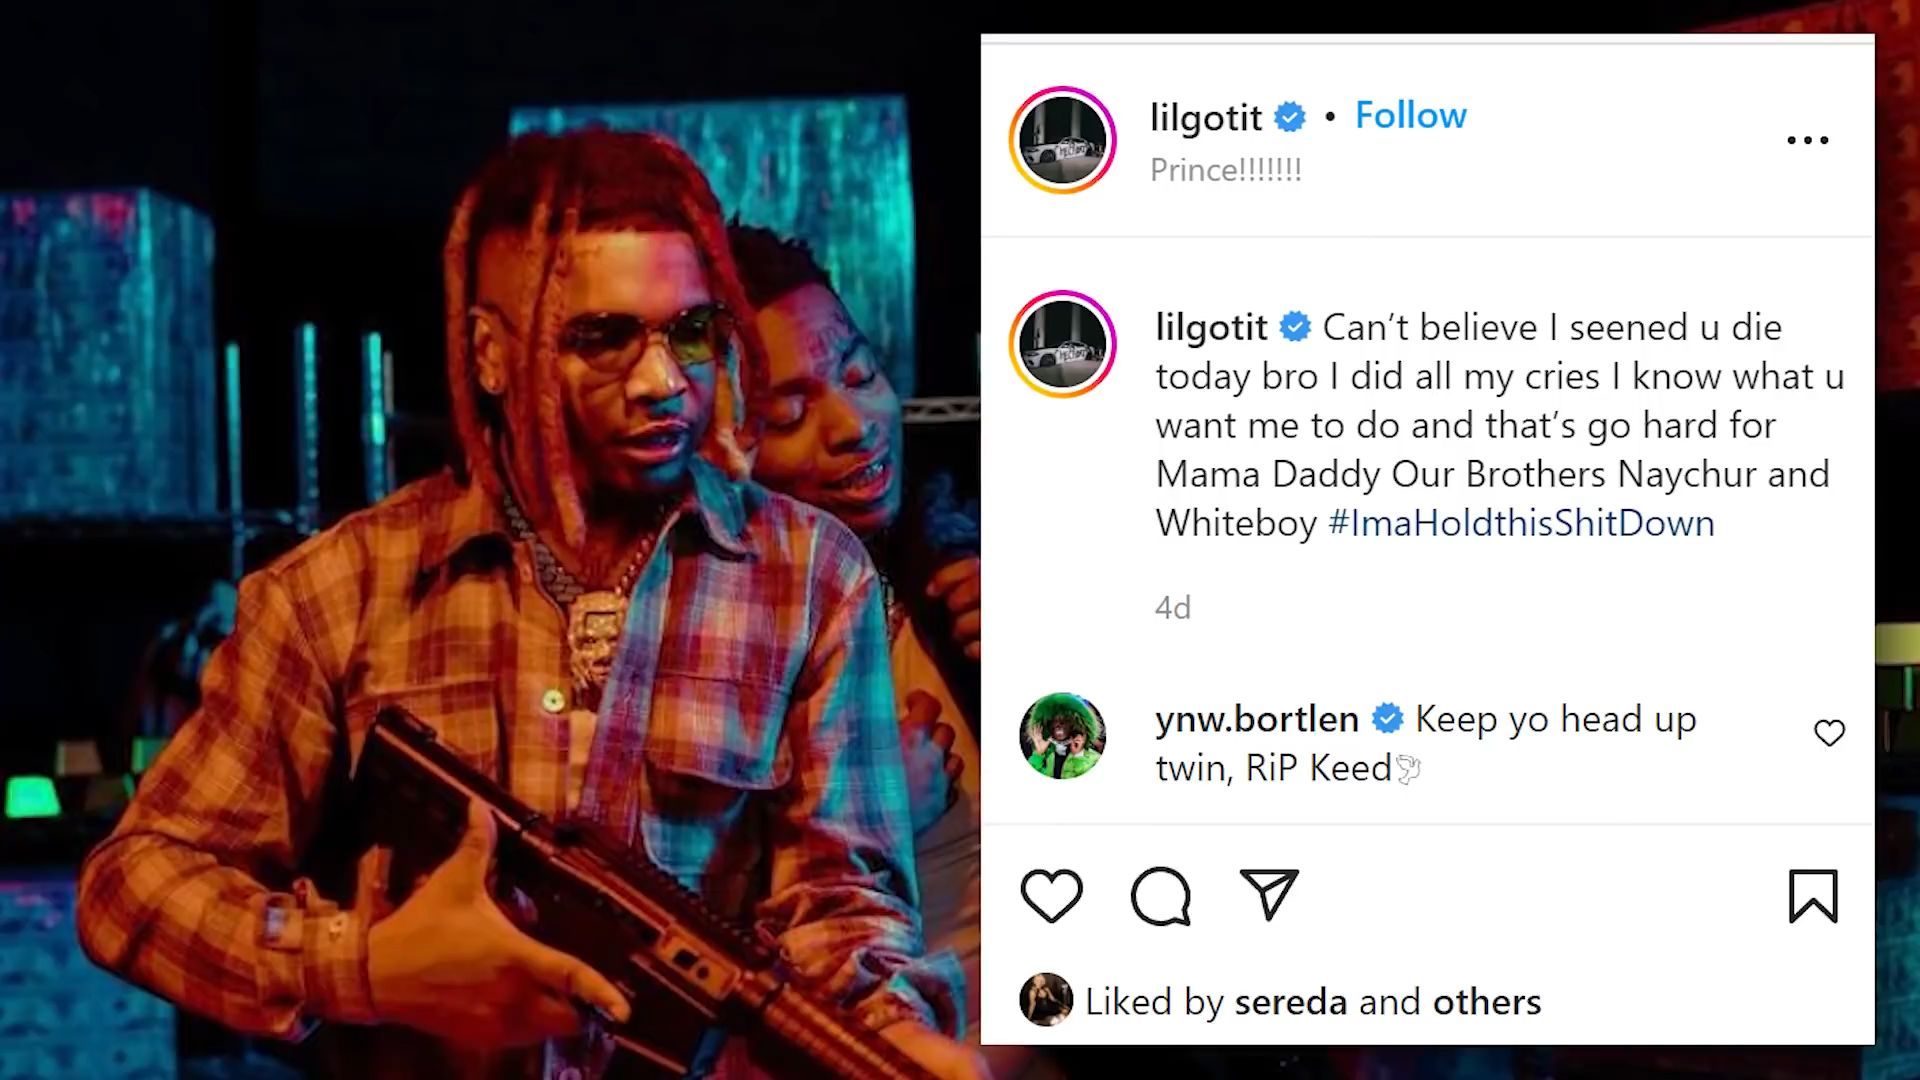 lilgotit • Follow
Prince!!!!!!!
lilgotit Can't believe I seened u die
today bro I did all my cries I know what u
want me to do and that's go hard for
Mama Daddy Our Brothers Naychur and
Whiteboy #ImaHoldthisShitDown
4d
ynw.bortlen Keep yo head up
twin, RiP Keed🕊
Liked by sereda and others